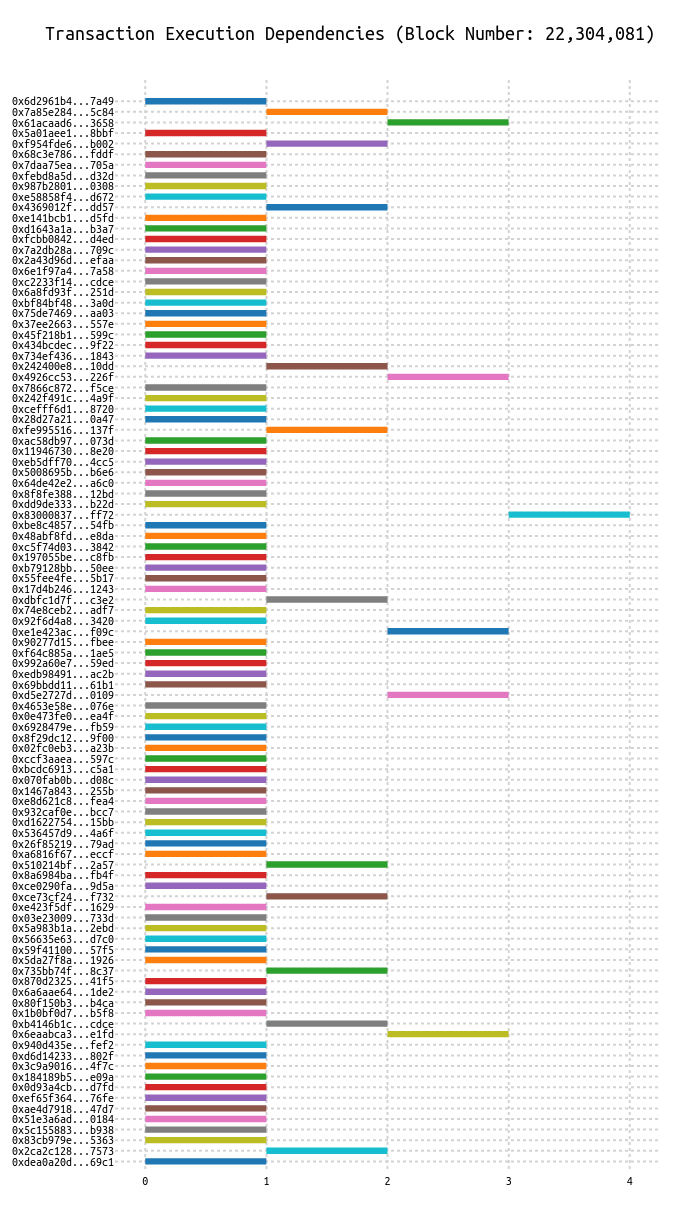 Transaction Execution Dependencies (Block Number: 22,304,081)
0x6d2961b4...7a49
0x7a85e284...5c84
0x61acaad6...3658
0x5a01aee1...8bbf
0xf954fde6...b002
0x68c3e786...fddf
0x7daa75ea...705a
0xfebd8a5d...d32d
0x987b2801...0308
0xe58858f4...d672
0x4369012f...dd57
0xe141bcb1...d5fd
0xd1643a1a...b3a7
0xfcbb0842...d4ed
0x7a2db28a...709c
0x2a43d96d...efaa
0x6e1f97a4...7a58
0xc2233f14...cdce
0x6a8fd93f...251d
0xbf84bf48...3a0d
0x75de7469...aa03
0x37ee2663...557e
0x45f218b1...599c
0x434bcdec...9f22
0x734ef436...1843
0x242400e8...10dd
0x4926cc53...226f
0x7866c872...f5ce
0x242f491c...4a9f
0xcefff6d1...8720
0x28d27a21...0a47
0xfe995516...137f
0xac58db97...073d
0x11946730...8e20
0xeb5dff70...4cc5
0x5008695b...b6e6
0x64de42e2...a6c0
0x8f8fe388...12bd
0xdd9de333...b22d
0x83000837...ff72
0xbe8c4857...54fb
0x48abf8fd...e8da
0xc5f74d03...3842
0x197055be...c8fb
0xb79128bb...50ee
0x55fee4fe...5b17
0x17d4b246...1243
0xdbfc1d7f...c3e2
0x74e8ceb2...adf7
0x92f6d4a8...3420
0xe1e423ac...f09c
0x90277d15...fbee
0xf64c885a...1ae5
0x992a60e7...59ed
0xedb98491...ac2b
0x69bbdd11...61b1
0xd5e2727d...0109
0x4653e58e...076e
0x0e473fe0...ea4f
0x6928479e...fb59
0x8f29dc12...9f00
0x02fc0eb3...a23b
0xccf3aaea...597c
0xbcdc6913...c5a1
0x070fab0b...d08c
0x1467a843...255b
0xe8d621c8...fea4
0x932caf0e...bcc7
0xd1622754...15bb
0x536457d9...4a6f
0x26f85219...79ad
0xa6816f67...eccf
0x510214bf...2a57
0x8a6984ba...fb4f
0xce0290fa...9d5a
0xce73cf24...f732
0xe423f5df...1629
0x03e23009...733d
0x5a983b1a...2ebd
0x56635e63...d7c0
0x59f41100...57f5
0x5da27f8a...1926
0x735bb74f...8c37
0x870d2325...41f5
0x6a6aae64...1de2
0x80f150b3...b4ca
0x1b0bf0d7...b5f8
0xb4146b1c...cdce
0x6eaabca3...e1fd
0x940d435e...fef2
0xd6d14233...802f
0x3c9a9016...4f7c
0x184189b5...e09a
0x0d93a4cb...d7fd
0xef65f364...76fe
0xae4d7918...47d7
0x51e3a6ad...0184
0x5c155883...b938
0x83cb979e...5363
0x2ca2c128...7573
0xdea0a20d...69c1
0 1 2 3 4